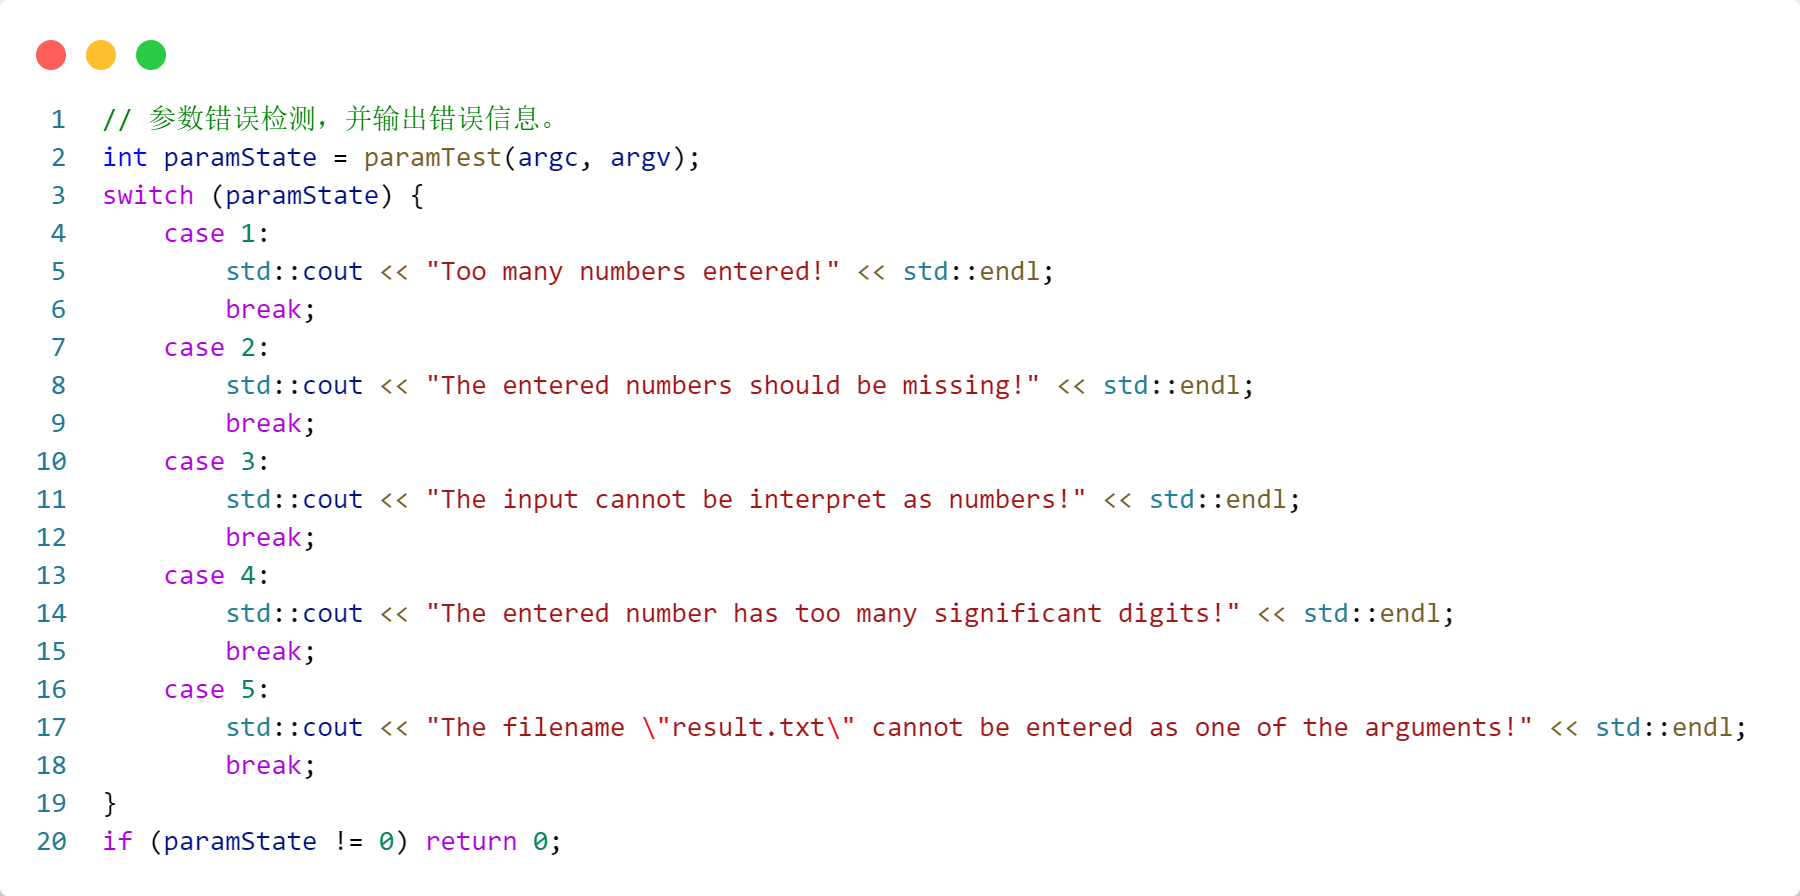 1 // 参数错误检测，并输出错误信息。
2 int paramState = paramTest(argc, argv);
3 switch (paramState) {
4     case 1:
5         std::cout << "Too many numbers entered!" << std::endl;
6         break;
7     case 2:
8         std::cout << "The entered numbers should be missing!" << std::endl;
9         break;
10     case 3:
11         std::cout << "The input cannot be interpret as numbers!" << std::endl;
12         break;
13     case 4:
14         std::cout << "The entered number has too many significant digits!" << std::endl;
15         break;
16     case 5:
17         std::cout << "The filename \"result.txt\" cannot be entered as one of the arguments!" << std::endl;
18         break;
19 }
20 if (paramState != 0) return 0;